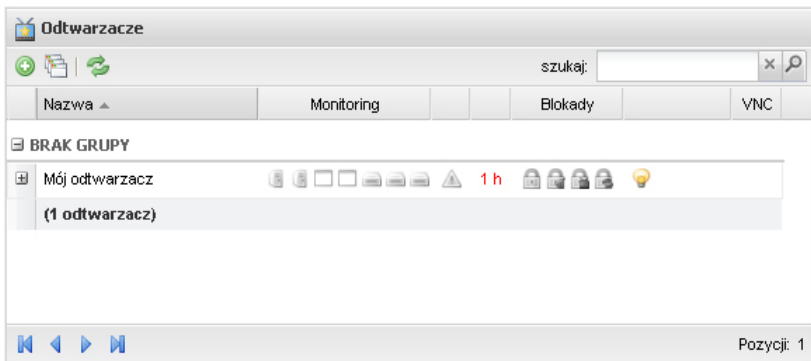 Odtwarzacze
szukaj:
Nazwa Monitoring Blokady VNC
BRAK GRUPY
Mój odtwarzacz 1 h
(1 odtwarzacz)
Pozycji: 1